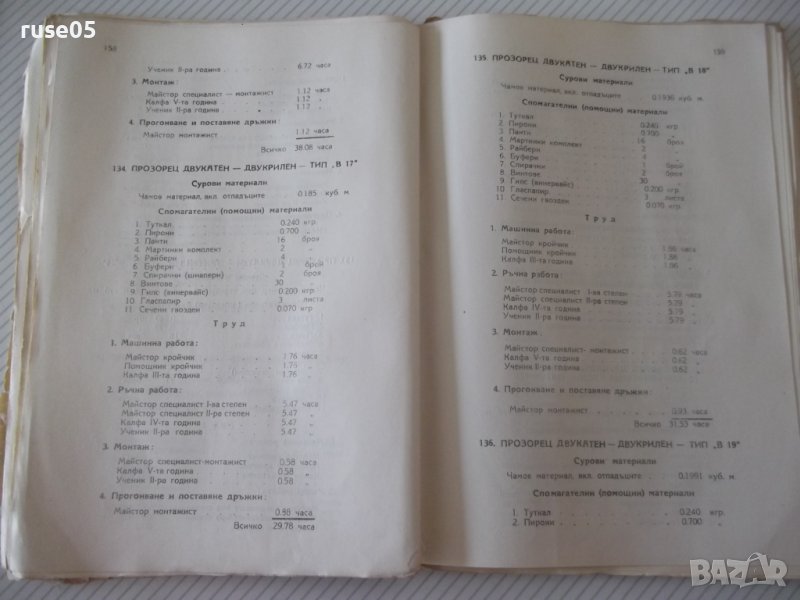 ruse05
158
Ученик II-ра година 6.72 часа
3. Монтаж:
Майстор специалист — монтажист 1.12 часа
Калфа V-та година 1.12 „
Ученик II-ра година 1.12 „
4. Прогонване и поставяне дръжки:
Майстор монтажист 1.12 часа
Всичко 38.08 часа
134. ПРОЗОРЕЦ ДВУКАТЕН — ДВУКРИЛЕН — ТИП „В 17"
Сурови материали
Чамов материал, вкл. отпадъците 0.185 куб. м
Спомагателни (помощни) материали
1. Туткал 0.240 кгр.
2. Пирони 0.700 „
3. Панти 16 броя
4. Мартинки комплект 2 „
5. Райбери 4 „
6. Буфери 1 брой
7. Спирачки (шнапери) 2 броя
8. Винтове 30 „
9. Гипс (винервайс) 0.200 кгр
10. Гласпапир 3 листа
11. Сечени гвоздеи 0.070 кгр
Труд
1. Машинна работа:
Майстор кройчик 1.76 часа
Помощник кройчик 1.76 „
Калфа III-та година 1.76 „
2. Ръчна работа:
Майстор специалист I-ва степен 5.47 часа
Майстор специалист II-ра степен 5.47 „
Калфа IV-та година 5.47 „
Ученик II-ра година 5.47 „
3. Монтаж:
Майстор специалист-монтажист 0.58 часа
Калфа V-та година 0.58 „
Ученик II-ра година 0.58 „
4. Прогонване и поставяне дръжки:
Майстор монтажист 0.88 часа
Всичко 29.78 часа
159
135. ПРОЗОРЕЦ ДВУКАТЕН — ДВУКРИЛЕН — ТИП „В 18"
Сурови материали
Чамов материал, вкл. отпадъците 0.1936 куб. м.
Спомагателни (помощни) материали
1. Туткал 0.240 кгр.
2. Пирони 0.700 „
3. Панти 16 броя
4. Мартинки комплект 2 „
5. Райбери 4 „
6. Буфери 1 брой
7. Спирачки 2 броя
8. Винтове 30 „
9. Гипс (винервайс) 0.200 кгр
10. Гласпапир 3 листа
11. Сечени гвоздеи 0.070 кгр
Труд
1. Машинна работа:
Майстор кройчик 1.86 часа
Помощник кройчик 1.86 „
Калфа III-та година 1.86 „
2. Ръчна работа:
Майстор специалист I-ва степен 5.79 часа
Майстор специалист II-ра степен 5.79 „
Калфа IV-та година 5.79 „
Ученик II-ра година 5.79 „
3. Монтаж:
Майстор специалист- монтажист 0.62 часа
Калфа V-та година 0.62 „
Ученик II-ра година 0.62 „
4. Прогонване и поставяне дръжки:
Майстор монтажист 0.93 часа
Всичко 31.53 часа
136. ПРОЗОРЕЦ ДВУКАТЕН — ДВУКРИЛЕН — ТИП „В 19"
Сурови материали
Чамов материал, вкл. отпадъците 0.1991 куб. м.
Спомагателни (помощни) материали
1. Туткал 0.240 кгр
2. Пирони 0.700 „
BAZAR
bg